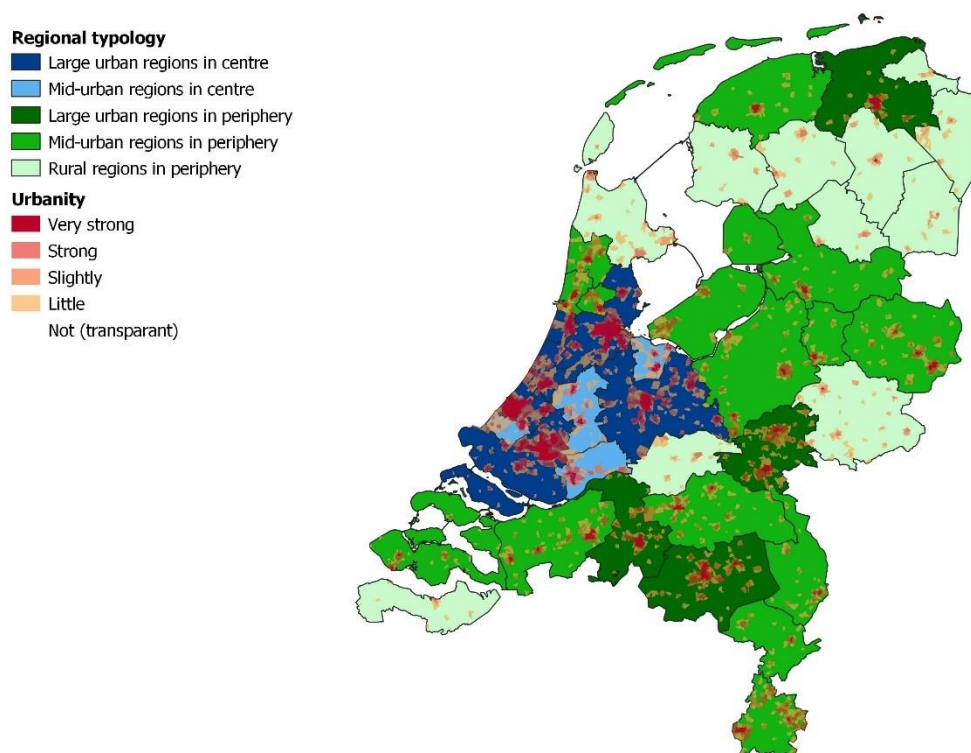 Regional typology
Large urban regions in centre
Mid-urban regions in centre
Large urban regions in periphery
Mid-urban regions in periphery
Rural regions in periphery
Urbanity
Very strong
Strong
Slightly
Little
Not (transparant)